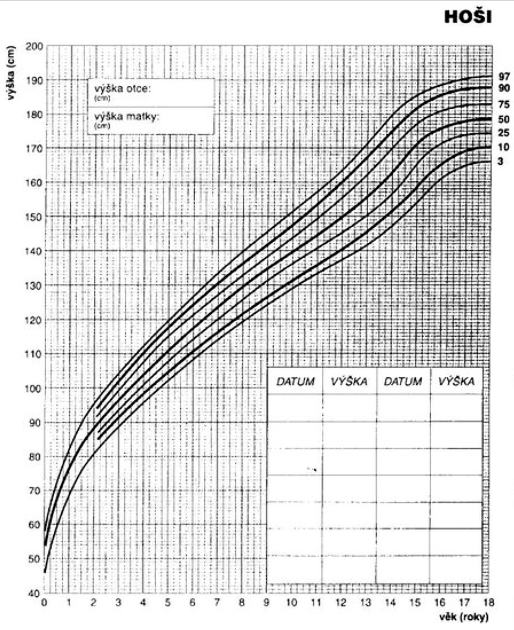 HOŠI
výška (cm)
200
190
180
170
160
150
140
130
120
110
100
90
80
70
60
50
40
výška otce:
(cm)
výška matky:
(cm)
97
90
75
50
25
10
3
DATUM VÝŠKA DATUM VÝŠKA
0 1 2 3 4 5 6 7 8 9 10 11 12 13 14 15 16 17 18
věk (roky)